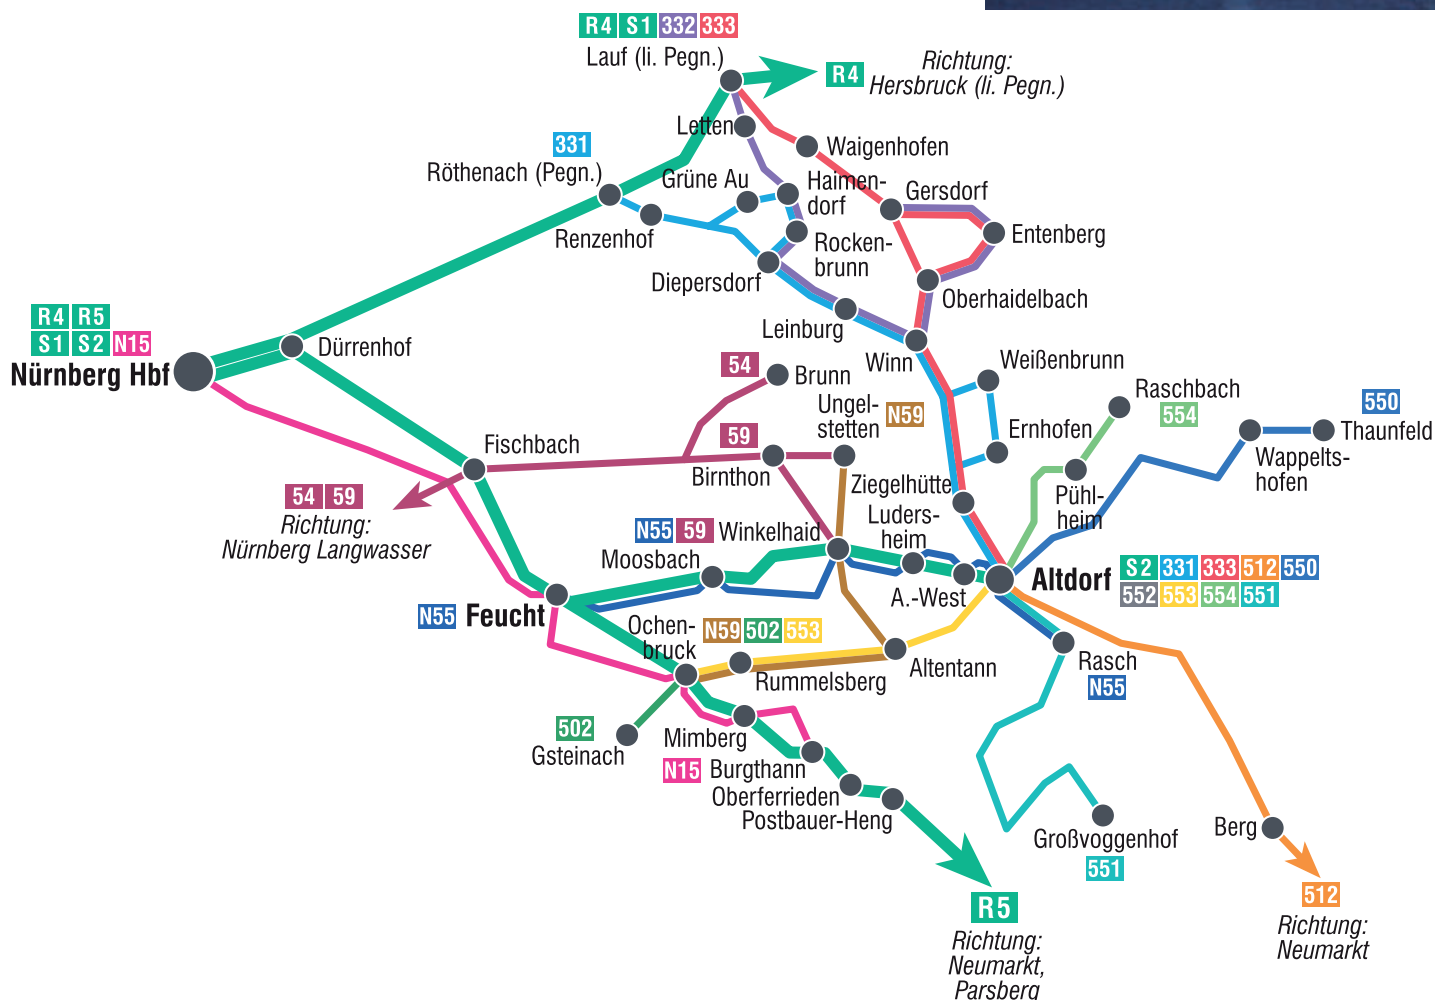 R4 S1 332 333
Lauf (li. Pegn.)
R4
Richtung:
Hersbruck (li. Pegn.)
Letten
Waigenhofen
331
Röthenach (Pegn.)
Grüne Au
Haimen-
dorf
Gersdorf
Renzenhof
Rocken-
brunn
Entenberg
Diepersdorf
Oberhaidelbach
Leinburg
R4 R5
S1 S2 N15
Nürnberg Hbf
Dürrenhof
Winn
Weißenbrunn
54
Brunn
Ungel-
stetten
N59
Raschbach
554
550
Thaunfeld
Fischbach
59
Birnthon
Ernhofen
Wappelts-
hofen
54 59
Richtung:
Nürnberg Langwasser
Ziegelhütte
Pühl-
heim
N55 59 Winkelhaid
Luders-
heim
Moosbach
A.-West
Altdorf
S2 331 333 512 550
552 553 554 551
N55 Feucht
Ochen-
bruck
N59 502 553
Rummelsberg
Altentann
Rasch
N55
502
Gsteinach
Mimberg
N15 Burgthann
Oberferrieden
Postbauer-Heng
Großvoggenhof
551
Berg
512
Richtung:
Neumarkt
R5
Richtung:
Neumarkt,
Parsberg